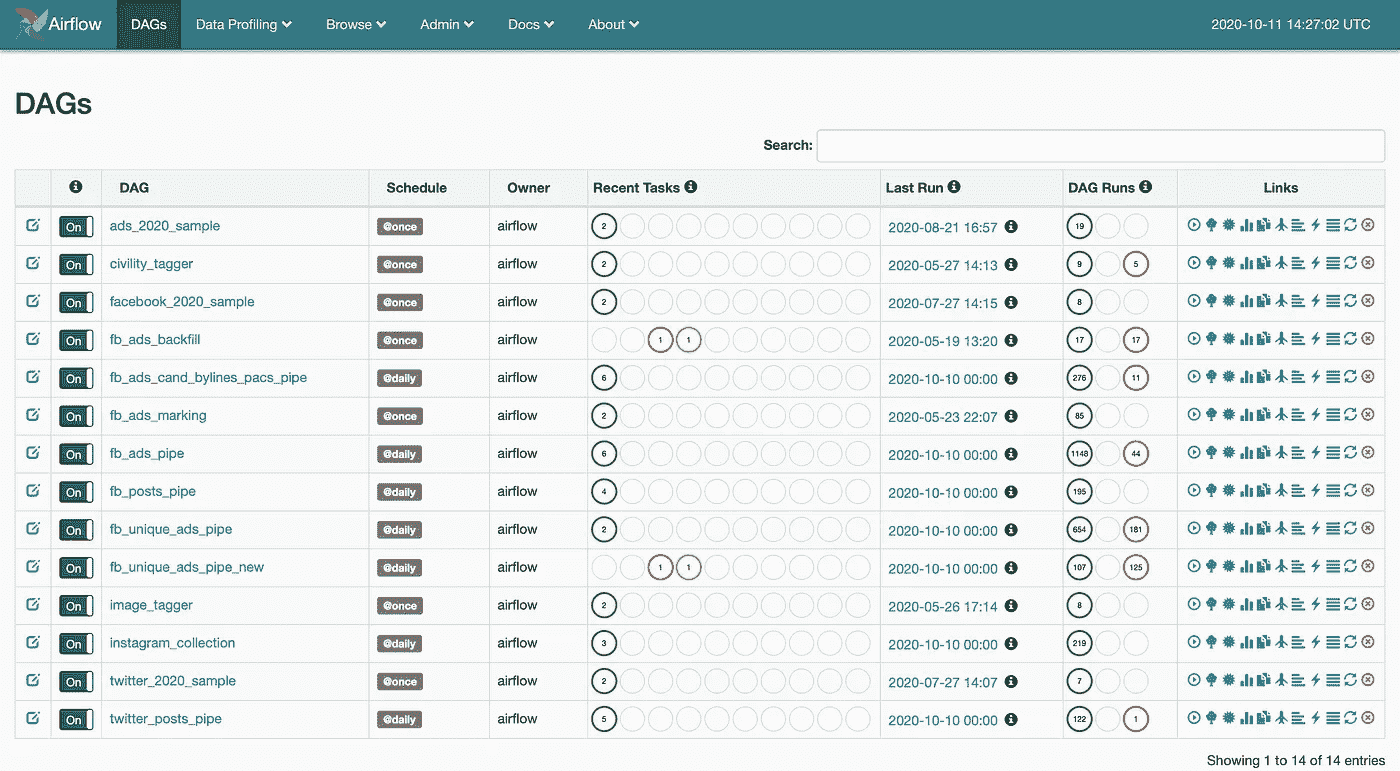 Airflow DAGs Data Profiling Browse Admin Docs About 2020-10-11 14:27:02 UTC
DAGs
Search:
DAG Schedule Owner Recent Tasks Last Run DAG Runs Links
On ads_2020_sample @once airflow 2 2020-08-21 16:57 19
On civility_tagger @once airflow 2 2020-05-27 14:13 9 5
On facebook_2020_sample @once airflow 2 2020-07-27 14:15 8
On fb_ads_backfill @once airflow 1 1 2020-05-19 13:20 17 17
On fb_ads_cand_bylines_pacs_pipe @daily airflow 6 2020-10-10 00:00 276 11
On fb_ads_marking @once airflow 2 2020-05-23 22:07 85
On fb_ads_pipe @daily airflow 6 2020-10-10 00:00 1148 44
On fb_posts_pipe @daily airflow 4 2020-10-10 00:00 195
On fb_unique_ads_pipe @daily airflow 2 2020-10-10 00:00 654 181
On fb_unique_ads_pipe_new @daily airflow 1 1 2020-10-10 00:00 107 125
On image_tagger @once airflow 2 2020-05-26 17:14 8
On instagram_collection @daily airflow 3 2020-10-10 00:00 219
On twitter_2020_sample @once airflow 2 2020-07-27 14:07 7
On twitter_posts_pipe @daily airflow 5 2020-10-10 00:00 122 1
Showing 1 to 14 of 14 entries